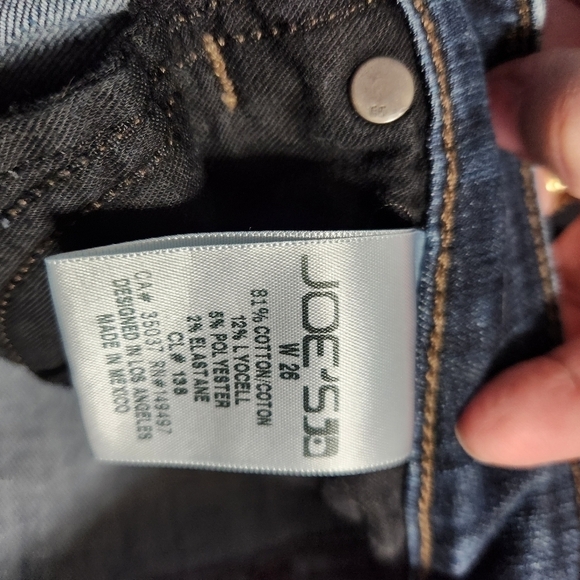 JOE'S
W 26
81% COTTON/COTON
12% LYOCELL
5% POLYESTER
2% ELASTANE
CL # 138
CA# 35037 RN#149497
DESIGNED IN LOS ANGELES
MADE IN MEXICO